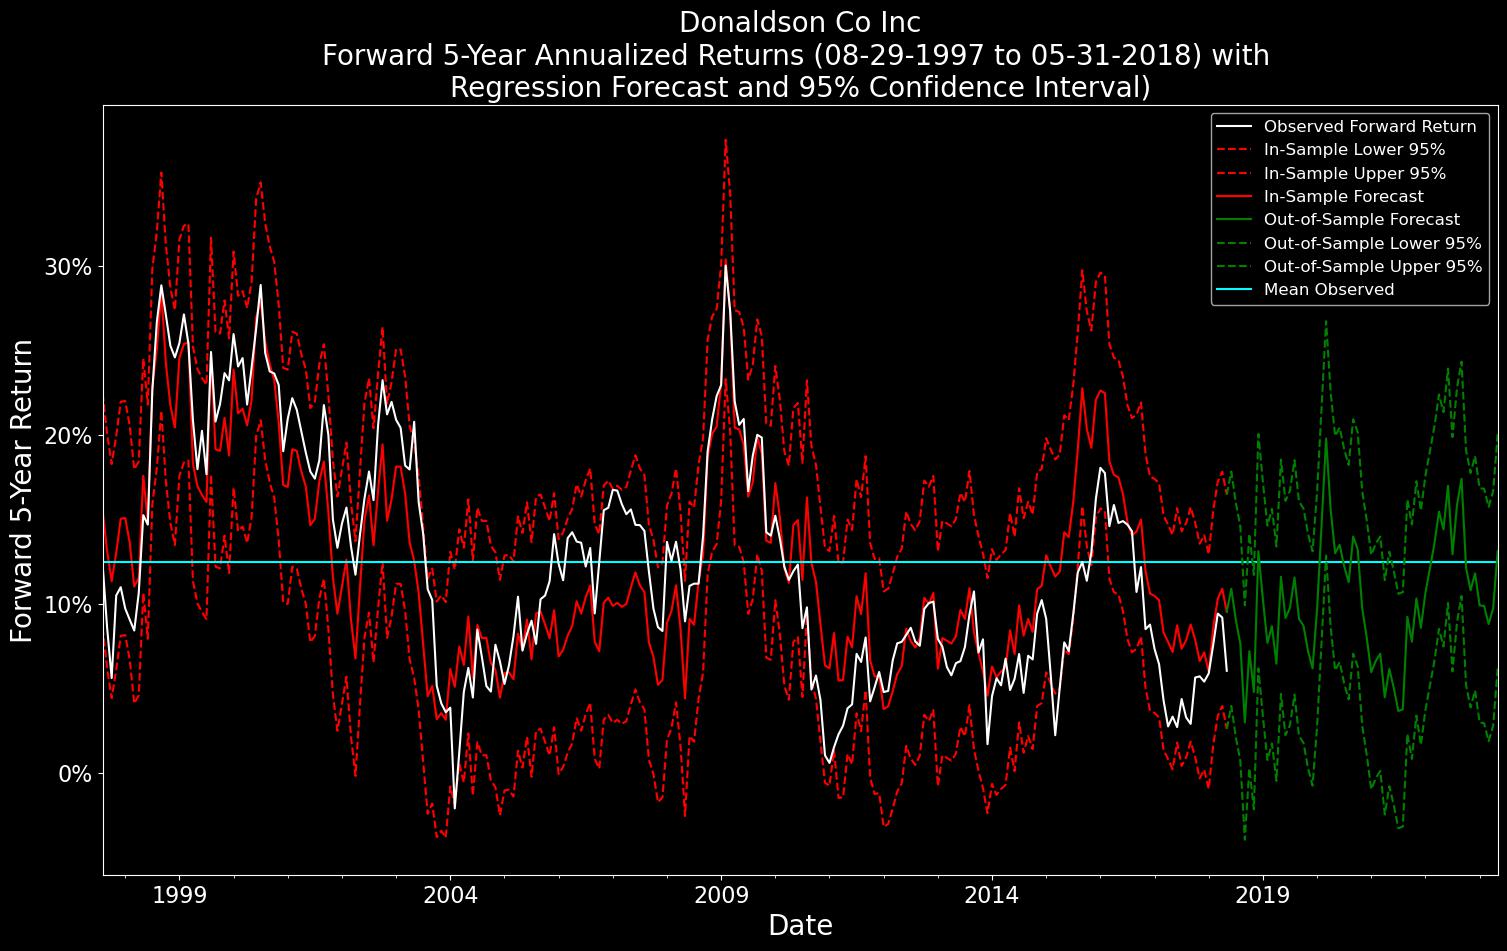 Donaldson Co Inc
Forward 5-Year Annualized Returns (08-29-1997 to 05-31-2018) with
Regression Forecast and 95% Confidence Interval)
Observed Forward Return
In-Sample Lower 95%
In-Sample Upper 95%
In-Sample Forecast
Out-of-Sample Forecast
Out-of-Sample Lower 95%
Out-of-Sample Upper 95%
Mean Observed
Forward 5-Year Return
30%
20%
10%
0%
1999
2004
2009
2014
2019
Date